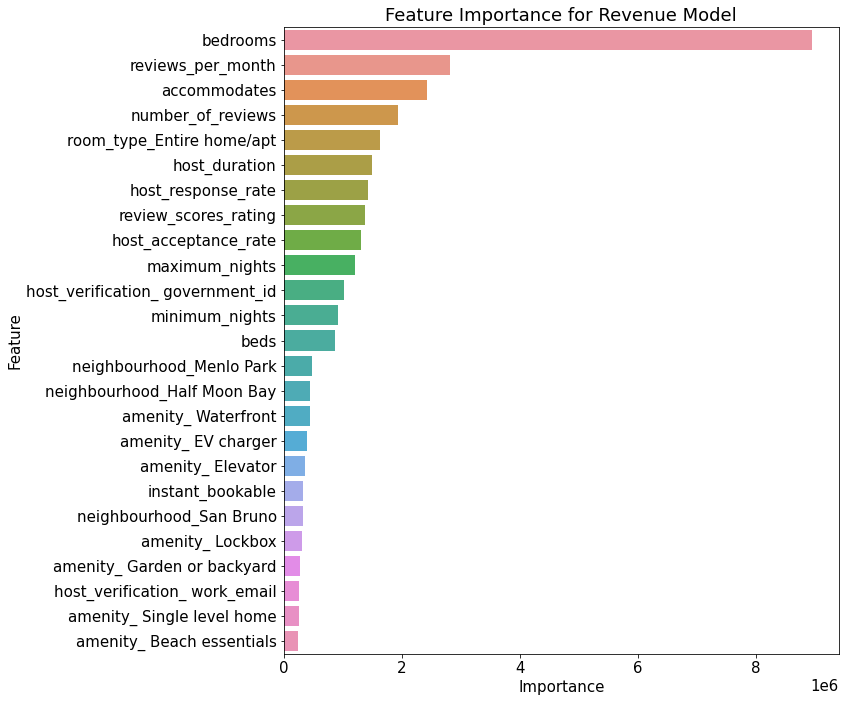 Feature Importance for Revenue Model
bedrooms
reviews_per_month
accommodates
number_of_reviews
room_type_Entire home/apt
host_duration
host_response_rate
review_scores_rating
host_acceptance_rate
maximum_nights
host_verification_ government_id
minimum_nights
beds
neighbourhood_Menlo Park
neighbourhood_Half Moon Bay
amenity_ Waterfront
amenity_ EV charger
amenity_ Elevator
instant_bookable
neighbourhood_San Bruno
amenity_ Lockbox
amenity_ Garden or backyard
host_verification_ work_email
amenity_ Single level home
amenity_ Beach essentials
Feature
0 2 4 6 8
1e6
Importance